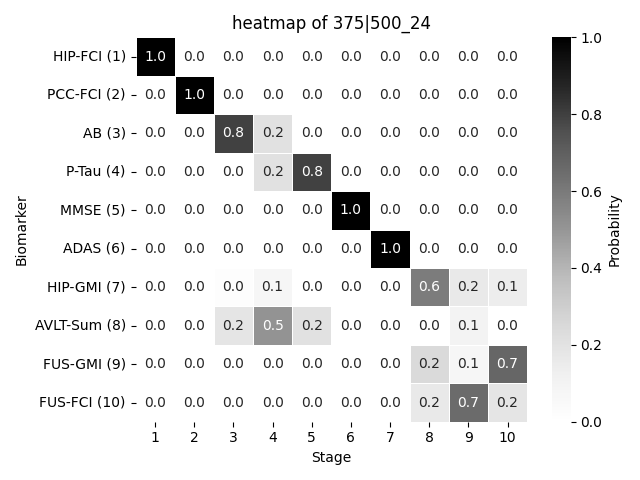 heatmap of 375|500_24
HIP-FCI (1) 1.0 0.0 0.0 0.0 0.0 0.0 0.0 0.0 0.0 0.0
PCC-FCI (2) 0.0 1.0 0.0 0.0 0.0 0.0 0.0 0.0 0.0 0.0
AB (3) 0.0 0.0 0.8 0.2 0.0 0.0 0.0 0.0 0.0 0.0
P-Tau (4) 0.0 0.0 0.0 0.2 0.8 0.0 0.0 0.0 0.0 0.0
MMSE (5) 0.0 0.0 0.0 0.0 0.0 1.0 0.0 0.0 0.0 0.0
ADAS (6) 0.0 0.0 0.0 0.0 0.0 0.0 1.0 0.0 0.0 0.0
HIP-GMI (7) 0.0 0.0 0.0 0.1 0.0 0.0 0.0 0.6 0.2 0.1
AVLT-Sum (8) 0.0 0.0 0.2 0.5 0.2 0.0 0.0 0.0 0.1 0.0
FUS-GMI (9) 0.0 0.0 0.0 0.0 0.0 0.0 0.0 0.2 0.1 0.7
FUS-FCI (10) 0.0 0.0 0.0 0.0 0.0 0.0 0.0 0.2 0.7 0.2
1 2 3 4 5 6 7 8 9 10
Stage
Biomarker
1.0
0.8
0.6
0.4
0.2
0.0
Probability